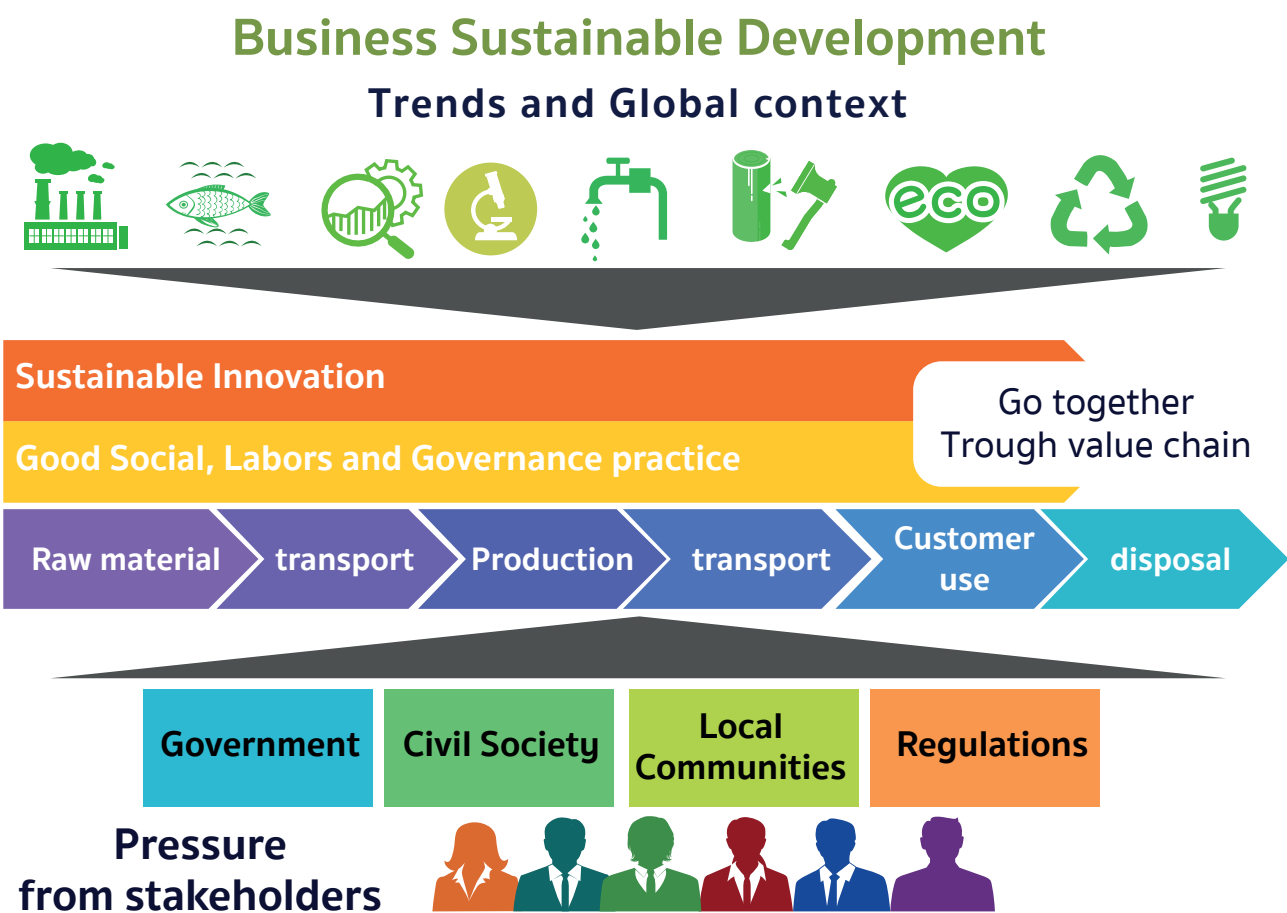 Business Sustainable Development
Trends and Global context
eco
Sustainable Innovation
Good Social, Labors and Governance practice
Go together
Trough value chain
Raw material
transport
Production
transport
Customer
use
disposal
Government
Civil Society
Local
Communities
Regulations
Pressure
from stakeholders